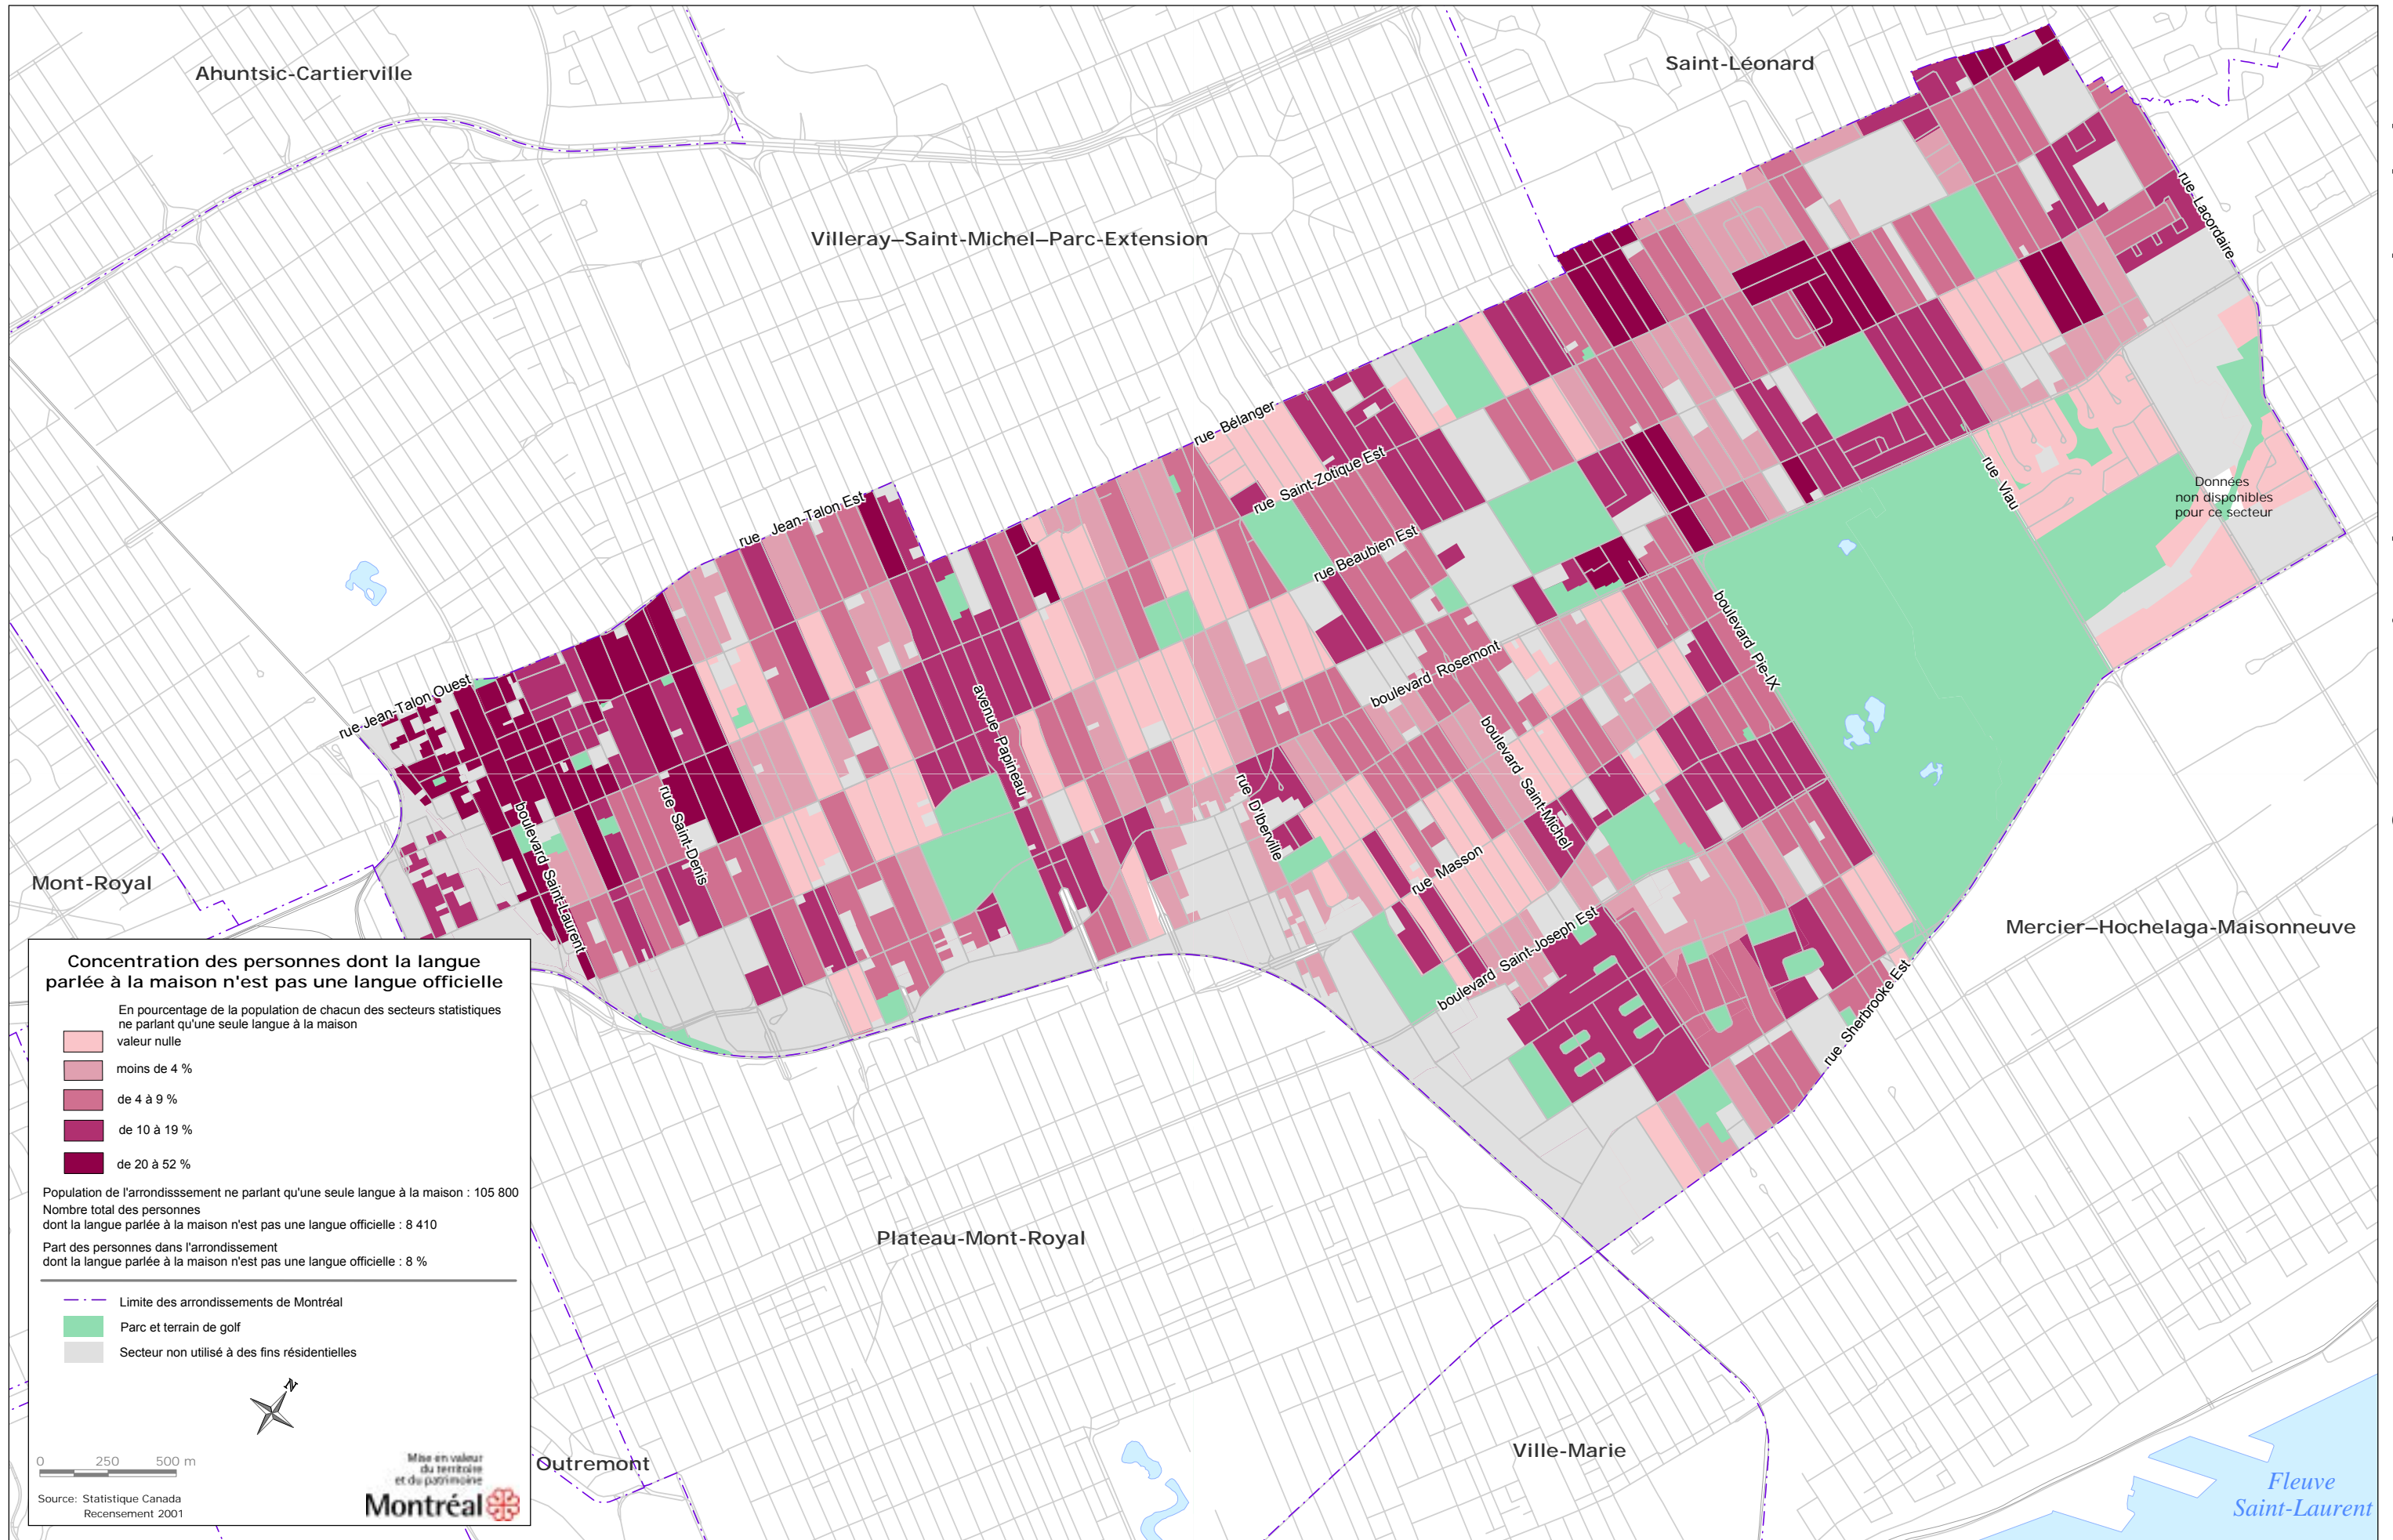 Ahuntsic-Cartierville
Saint-Léonard
Villeray–Saint-Michel–Parc-Extension
rue Lacordaire
rue Bélanger
rue Saint-Zotique Est
rue Jean-Talon Est
rue Beaubien Est
rue Viau
Données
non disponibles
pour ce secteur
boulevard Pie-IX
boulevard Rosemont
rue Jean-Talon Ouest
avenue Papineau
boulevard Saint-Michel
rue D'Iberville
rue Saint-Denis
boulevard Saint-Laurent
rue Masson
Mont-Royal
boulevard Saint-Joseph Est
Mercier–Hochelaga-Maisonneuve
rue Sherbrooke Est
Plateau-Mont-Royal
Ville-Marie
Outremont
Fleuve
Saint-Laurent
Concentration des personnes dont la langue
parlée à la maison n'est pas une langue officielle
En pourcentage de la population de chacun des secteurs statistiques
ne parlant qu'une seule langue à la maison
valeur nulle
moins de 4 %
de 4 à 9 %
de 10 à 19 %
de 20 à 52 %
Population de l'arrondisssement ne parlant qu'une seule langue à la maison : 105 800
Nombre total des personnes
dont la langue parlée à la maison n'est pas une langue officielle : 8 410
Part des personnes dans l'arrondissement
dont la langue parlée à la maison n'est pas une langue officielle : 8 %
Limite des arrondissements de Montréal
Parc et terrain de golf
Secteur non utilisé à des fins résidentielles
N
0 250 500 m
Source: Statistique Canada
Recensement 2001
Mise en valeur
du territoire
et du patrimoine
Montréal